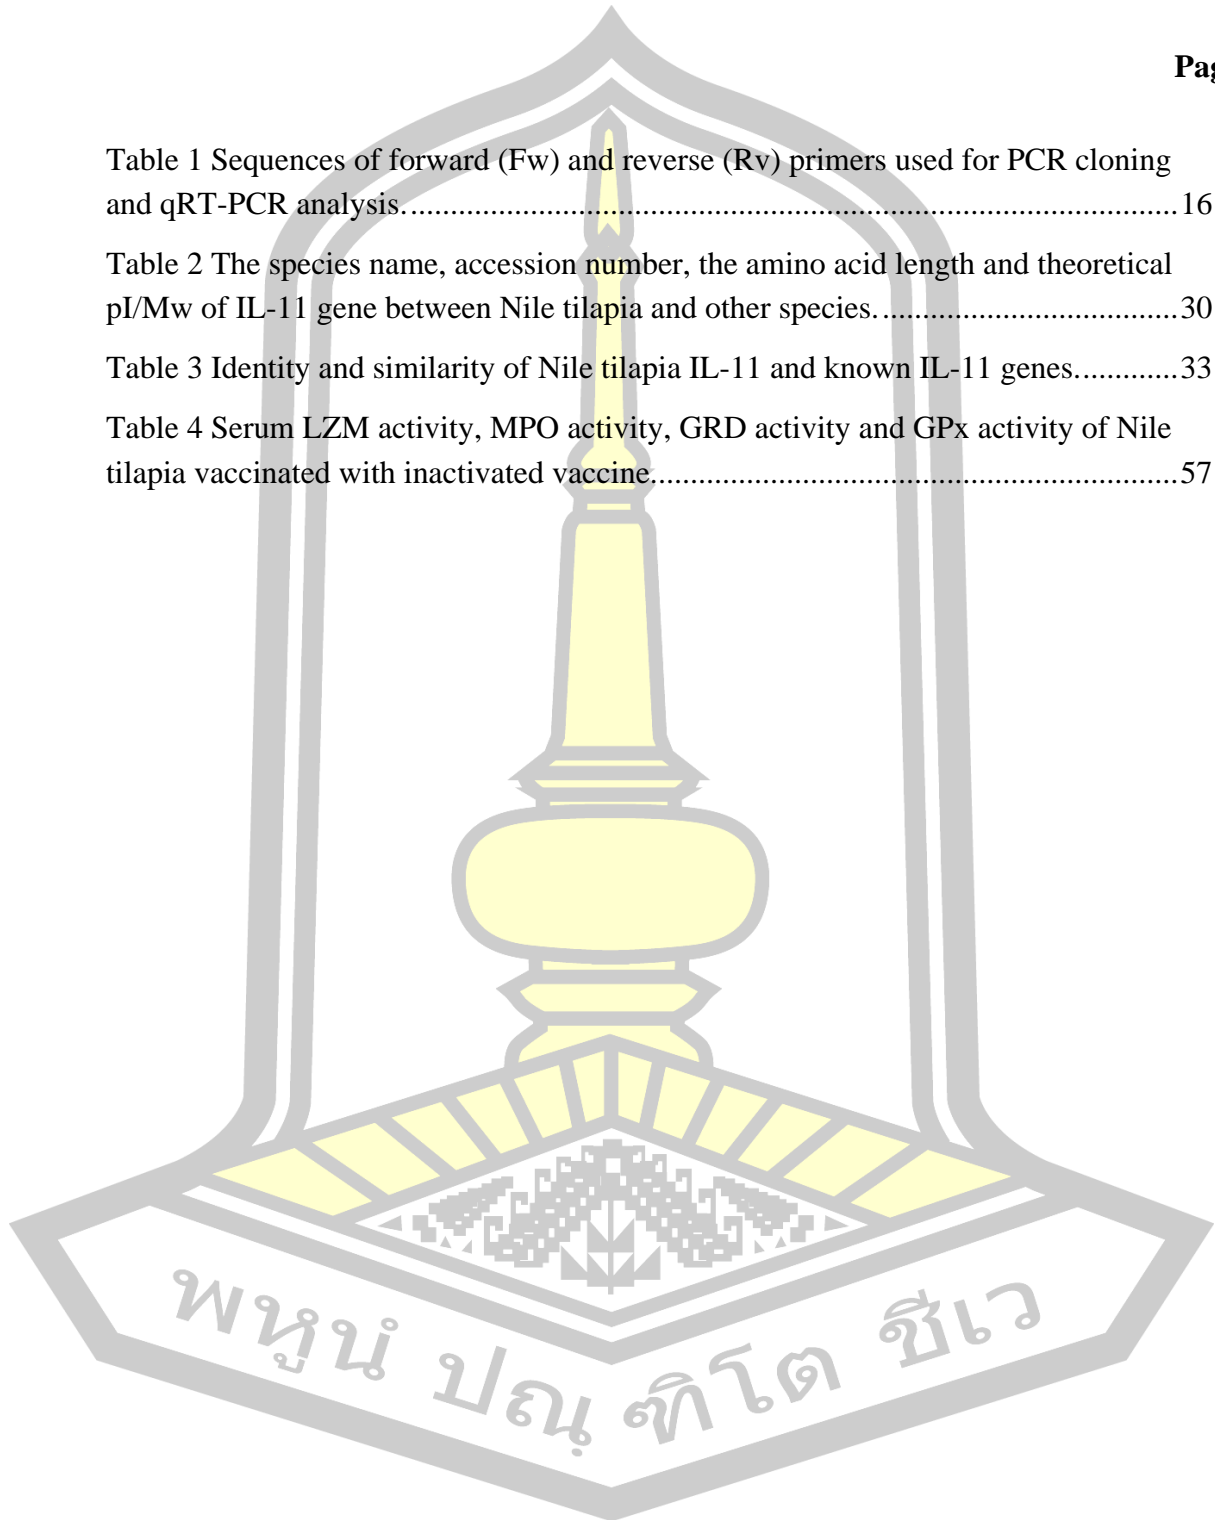 Pag
Table 1 Sequences of forward (Fw) and reverse (Rv) primers used for PCR cloning
and qRT-PCR analysis. 16
Table 2 The species name, accession number, the amino acid length and theoretical
pI/Mw of IL-11 gene between Nile tilapia and other species. 30
Table 3 Identity and similarity of Nile tilapia IL-11 and known IL-11 genes. 33
Table 4 Serum LZM activity, MPO activity, GRD activity and GPx activity of Nile
tilapia vaccinated with inactivated vaccine. 57
พหูนํ ปณฺฑิโต ชีเว